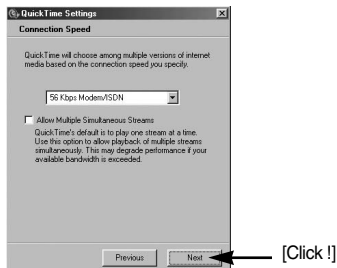 QuickTime Settings
Connection Speed
QuickTime will choose among multiple versions of internet
media based on the connection speed you specify.
56 Kbps Modem/ISDN
Allow Multiple Simultaneous Streams
QuickTime's default is to play one stream at a time.
Use this option to allow playback of multiple streams
simultaneously. This may degrade performance if your
available bandwidth is exceeded.
Previous
Next
[Click !]